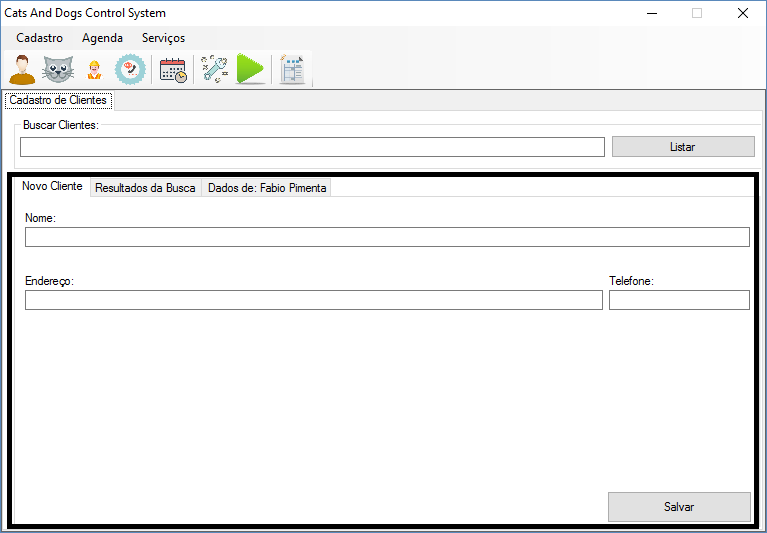 Cats And Dogs Control System
Cadastro Agenda Serviços
Cadastro de Clientes
Buscar Clientes:
Listar
Novo Cliente Resultados da Busca Dados de: Fabio Pimenta
Nome:
Endereço: Telefone:
Salvar